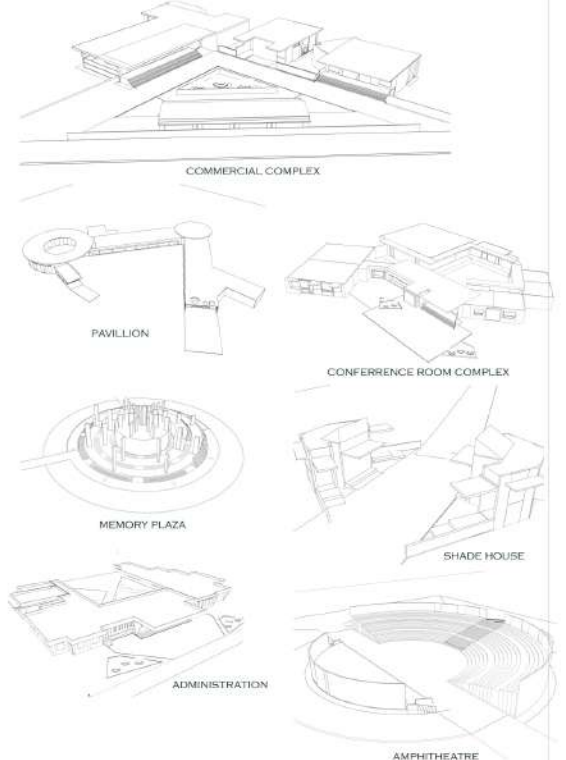 COMMERCIAL COMPLEX
PAVILLION
CONFERRENCE ROOM COMPLEX
MEMORY PLAZA
SHADE HOUSE
ADMINISTRATION
AMPHITHEATRE